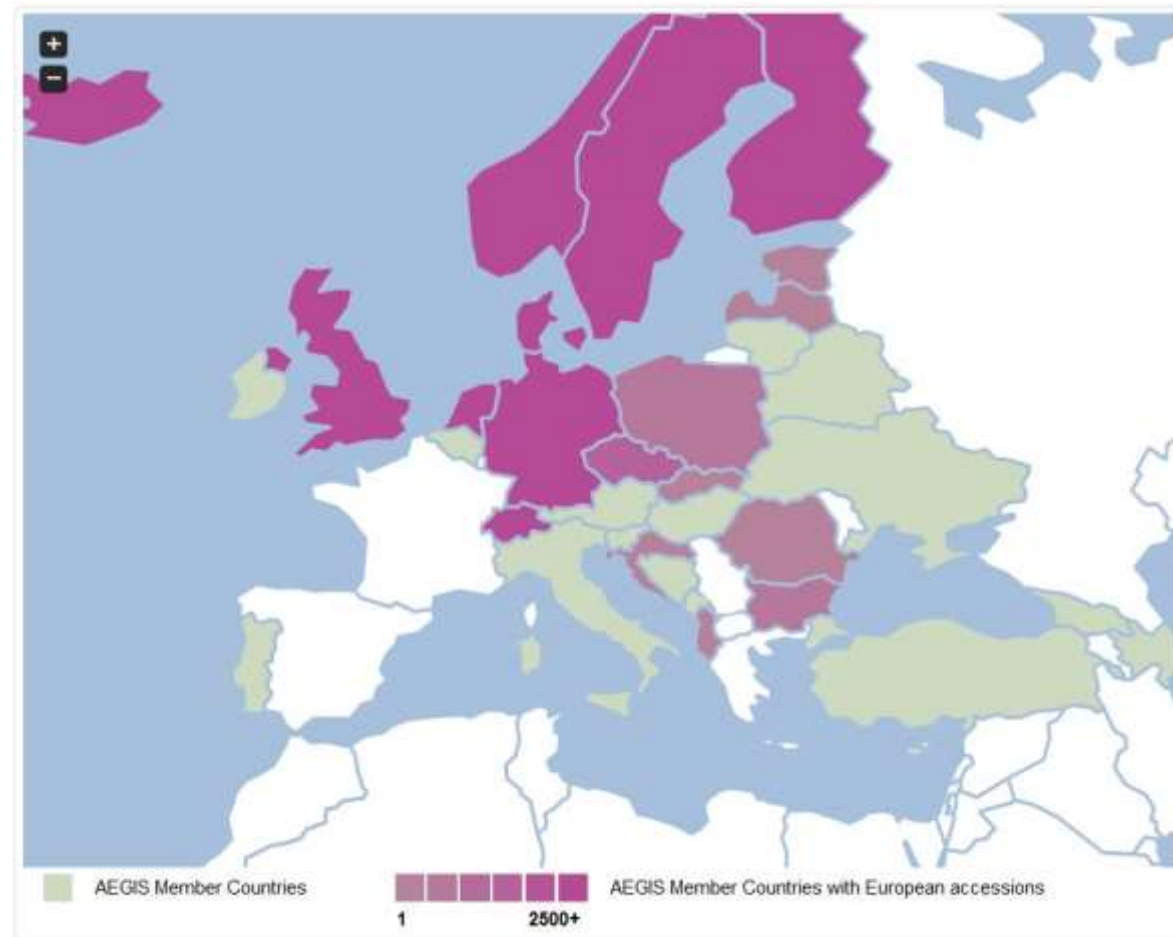 +
−
AEGIS Member Countries
AEGIS Member Countries with European accessions
1 2500+